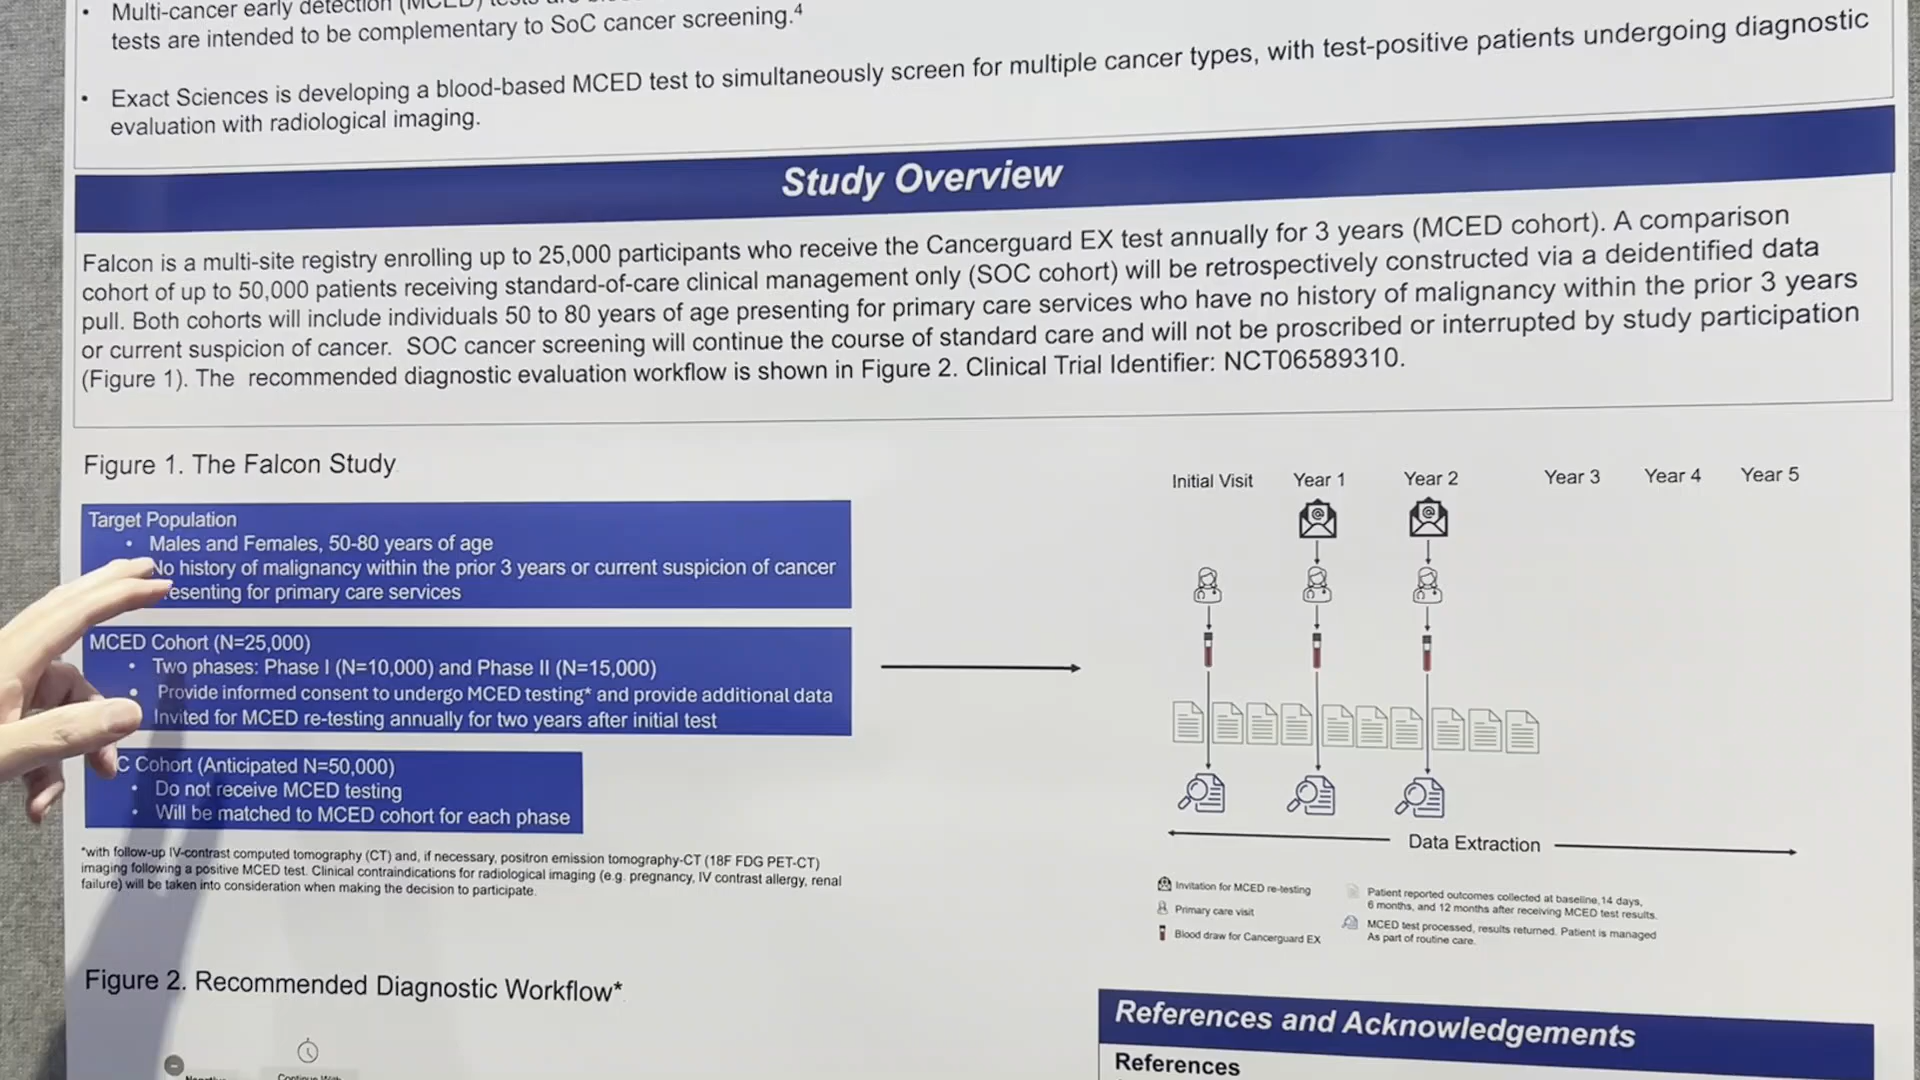 • Multi-cancer early detection (MCED) tests are
tests are intended to be complementary to SoC cancer screening.4
• Exact Sciences is developing a blood-based MCED test to simultaneously screen for multiple cancer types, with test-positive patients undergoing diagnostic
evaluation with radiological imaging.
Study Overview
Falcon is a multi-site registry enrolling up to 25,000 participants who receive the Cancerguard EX test annually for 3 years (MCED cohort). A comparison
cohort of up to 50,000 patients receiving standard-of-care clinical management only (SOC cohort) will be retrospectively constructed via a deidentified data
pull. Both cohorts will include individuals 50 to 80 years of age presenting for primary care services who have no history of malignancy within the prior 3 years
or current suspicion of cancer. SOC cancer screening will continue the course of standard care and will not be proscribed or interrupted by study participation
(Figure 1). The recommended diagnostic evaluation workflow is shown in Figure 2. Clinical Trial Identifier: NCT06589310.
Figure 1. The Falcon Study
Target Population
• Males and Females, 50-80 years of age
No history of malignancy within the prior 3 years or current suspicion of cancer
resenting for primary care services
MCED Cohort (N=25,000)
• Two phases: Phase I (N=10,000) and Phase II (N=15,000)
• Provide informed consent to undergo MCED testing* and provide additional data
Invited for MCED re-testing annually for two years after initial test
C Cohort (Anticipated N=50,000)
• Do not receive MCED testing
• Will be matched to MCED cohort for each phase
*with follow-up IV-contrast computed tomography (CT) and, if necessary, positron emission tomography-CT (18F FDG PET-CT)
imaging following a positive MCED test. Clinical contraindications for radiological imaging (e.g. pregnancy, IV contrast allergy, renal
failure) will be taken into consideration when making the decision to participate.
Initial Visit Year 1 Year 2 Year 3 Year 4 Year 5
Data Extraction
Invitation for MCED re-testing
Primary care visit
Blood draw for Cancerguard EX
Patient reported outcomes collected at baseline,14 days,
6 months, and 12 months after receiving MCED test results.
MCED test processed, results returned. Patient is managed
As part of routine care.
Figure 2. Recommended Diagnostic Workflow*
Continue With
References and Acknowledgements
References